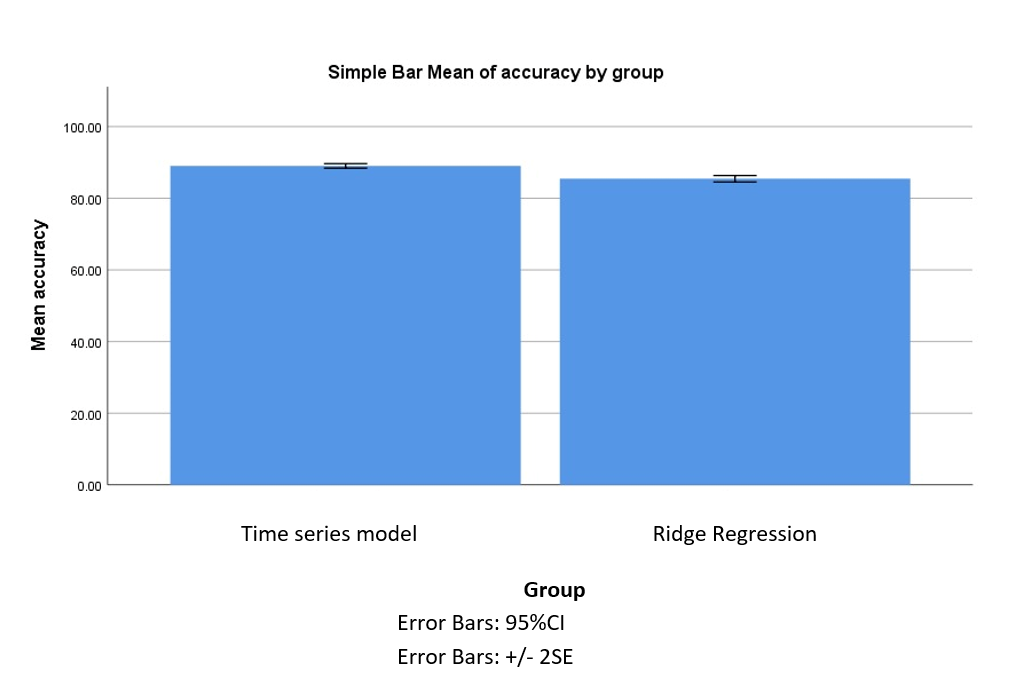 Simple Bar Mean of accuracy by group
100.00
80.00
60.00
40.00
20.00
0.00
Mean accuracy
Time series model
Ridge Regression
Group
Error Bars: 95%CI
Error Bars: +/- 2SE